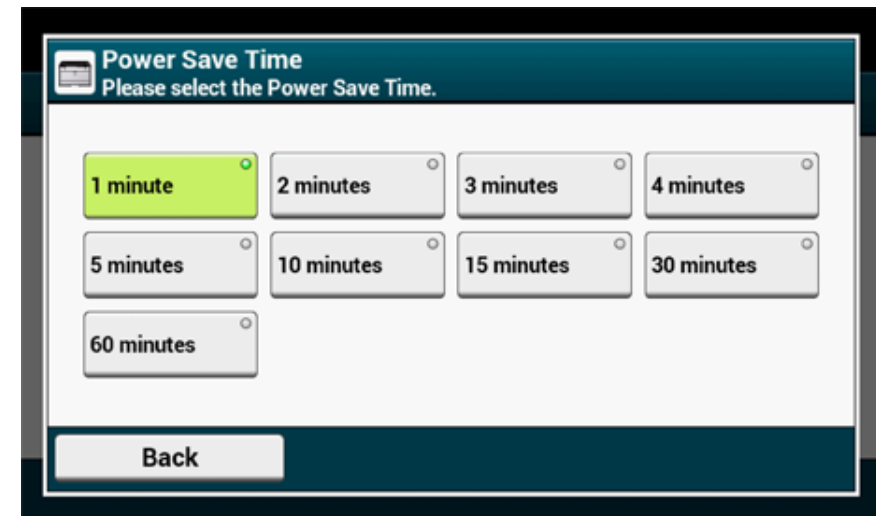 Power Save Time
Please select the Power Save Time.
1 minute
2 minutes
3 minutes
4 minutes
5 minutes
10 minutes
15 minutes
30 minutes
60 minutes
Back